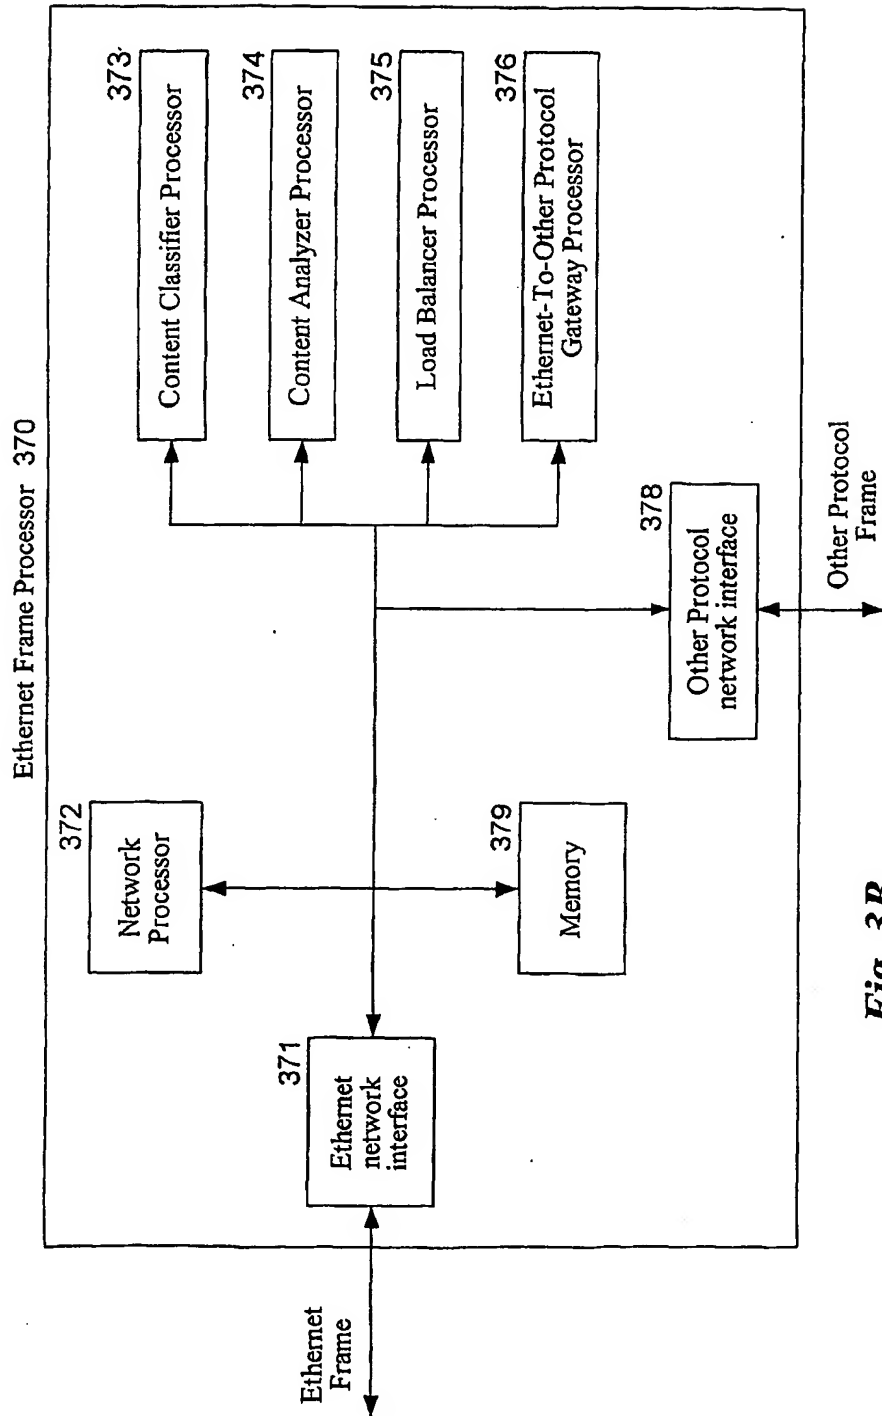 Ethernet Frame Processor 370
372
Network
Processor
373
Content Classifier Processor
374
Content Analyzer Processor
375
Load Balancer Processor
376
Ethernet-To-Other Protocol
Gateway Processor
371
Ethernet
network
interface
Ethernet
Frame
379
Memory
378
Other Protocol
network interface
Other Protocol
Frame